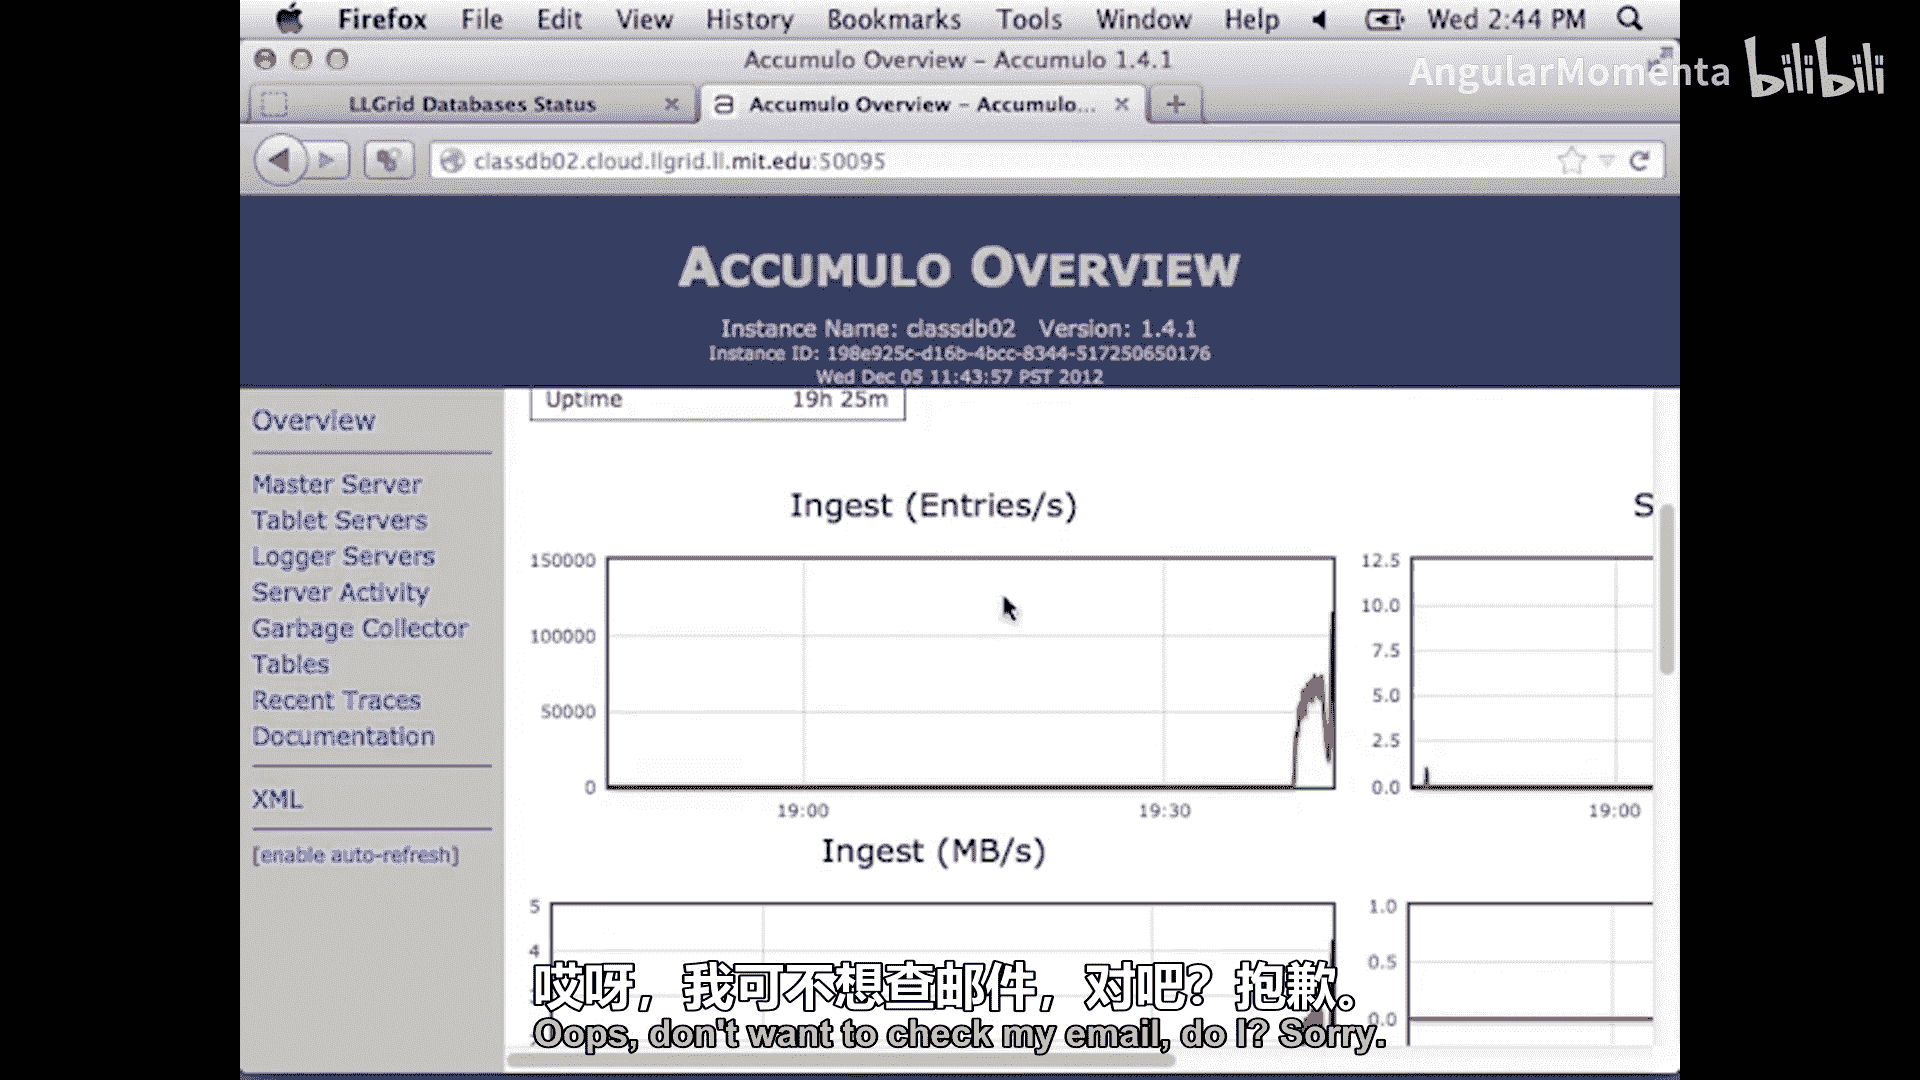 Firefox File Edit View History Bookmarks Tools Window Help Wed 2:44 PM
Accumulo Overview – Accumulo 1.4.1
AngularMomenta bilibili
LLGrid Databases Status
Accumulo Overview – Accumulo...
classdb02.cloud.llgrid.ll.mit.edu:50095
ACCUMULO OVERVIEW
Instance Name: classdb02 Version: 1.4.1
Instance ID: 198e925c-d16b-4bcc-8344-517250650176
Wed Dec 05 11:43:57 PST 2012
Overview
Master Server
Tablet Servers
Logger Servers
Server Activity
Garbage Collector
Tables
Recent Traces
Documentation
XML
[enable auto-refresh]
Uptime 19h 25m
Ingest (Entries/s)
150000
100000
50000
0
19:00 19:30
S
12.5
10.0
7.5
5.0
2.5
0.0
19:00
Ingest (MB/s)
5
4
1.0
0.5
0.0
哎呀，我可不想查邮件，对吧？抱歉。
Oops, don't want to check my email, do I? Sorry.